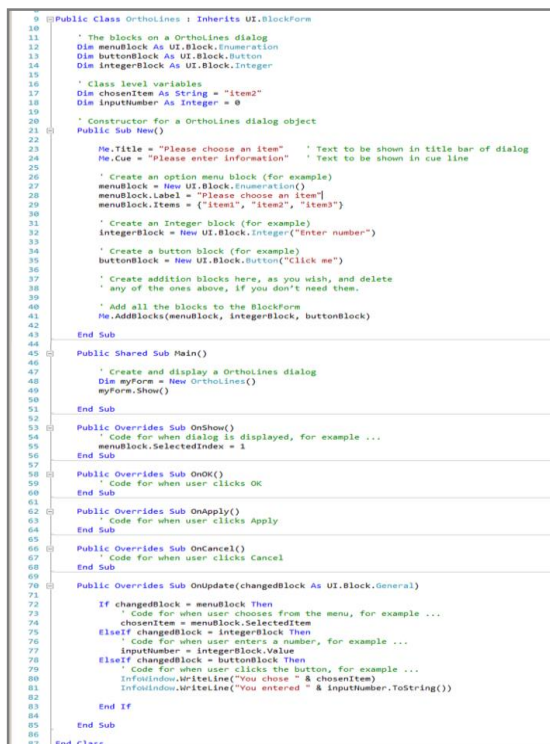 9 Public Class OrthoLines : Inherits UI.BlockForm
10
11 ' The blocks on a OrthoLines dialog
12 Dim menuBlock As UI.Block.Enumeration
13 Dim buttonBlock As UI.Block.Button
14 Dim integerBlock As UI.Block.Integer
15
16 ' Class level variables
17 Dim chosenItem As String = "item2"
18 Dim inputNumber As Integer = 0
19
20 ' Constructor for a OrthoLines dialog object
21 Public Sub New()
22
23 Me.Title = "Please choose an item" ' Text to be shown in title bar of dialog
24 Me.Cue = "Please enter information" ' Text to be shown in cue line
25
26 ' Create an option menu block (for example)
27 menuBlock = New UI.Block.Enumeration()
28 menuBlock.Label = "Please choose an item"
29 menuBlock.Items = {"item1", "item2", "item3"}
30
31 ' Create an Integer block (for example)
32 integerBlock = New UI.Block.Integer("Enter number")
33
34 ' Create a button block (for example)
35 buttonBlock = New UI.Block.Button("Click me")
36
37 ' Create addition blocks here, as you wish, and delete
38 ' any of the ones above, if you don't need them.
39
40 ' Add all the blocks to the BlockForm
41 Me.AddBlocks(menuBlock, integerBlock, buttonBlock)
42
43 End Sub
44
45 Public Shared Sub Main()
46
47 ' Create and display a OrthoLines dialog
48 Dim myForm = New OrthoLines()
49 myForm.Show()
50
51 End Sub
52
53 Public Overrides Sub OnShow()
54 ' Code for when dialog is displayed, for example ...
55 menuBlock.SelectedIndex = 1
56 End Sub
57
58 Public Overrides Sub OnOK()
59 ' Code for when user clicks OK
60 End Sub
61
62 Public Overrides Sub OnApply()
63 ' Code for when user clicks Apply
64 End Sub
65
66 Public Overrides Sub OnCancel()
67 ' Code for when user clicks Cancel
68 End Sub
69
70 Public Overrides Sub OnUpdate(changedBlock As UI.Block.General)
71
72 If changedBlock = menuBlock Then
73 ' Code for when user chooses from the menu, for example ...
74 chosenItem = menuBlock.SelectedItem
75 ElseIf changedBlock = integerBlock Then
76 ' Code for when user enters a number, for example ...
77 inputNumber = integerBlock.Value
78 ElseIf changedBlock = buttonBlock Then
79 ' Code for when user clicks the button, for example ...
80 InfoWindow.WriteLine("You chose " & chosenItem)
81 InfoWindow.WriteLine("You entered " & inputNumber.ToString())
82
83 End If
84
85 End Sub
86
87 End Class